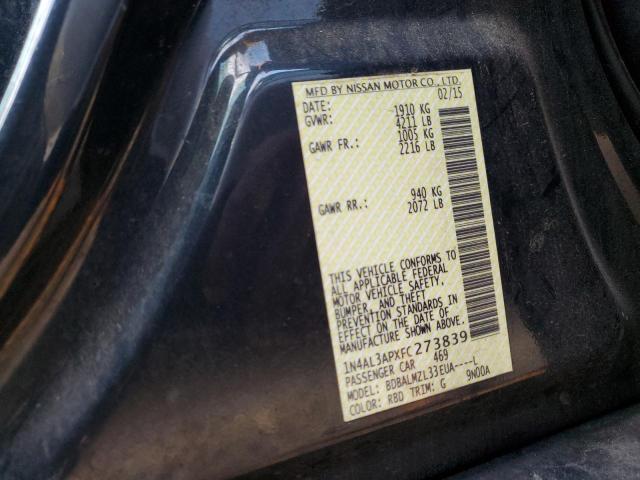 MFD BY NISSAN MOTOR CO., LTD.
DATE: 02/15
GVWR: 1910 KG
4211 LB
GAWR FR.: 1005 KG
2216 LB
GAWR RR.: 940 KG
2072 LB
THIS VEHICLE CONFORMS TO
ALL APPLICABLE FEDERAL
MOTOR VEHICLE SAFETY,
BUMPER, AND THEFT
PREVENTION STANDARDS IN
EFFECT ON THE DATE OF
MANUFACTURE SHOWN ABOVE.
1N4AL3APXFC273839
PASSENGER CAR 469
MODEL: BDBALMZL33EUA----L
COLOR: RBD TRIM: G 9N00A